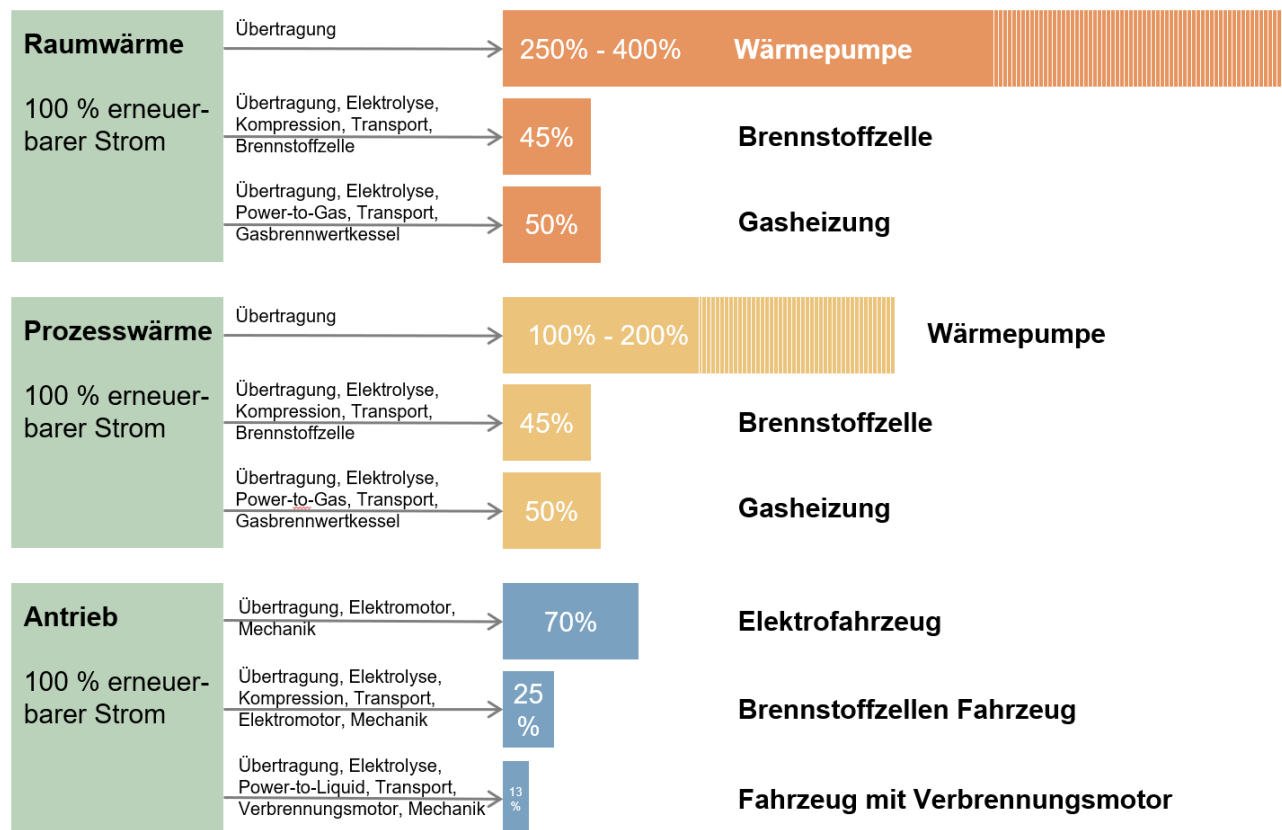 Raumwärme
100 % erneuer-
barer Strom
Übertragung
250% - 400%
Wärmepumpe
Übertragung, Elektrolyse,
Kompression, Transport,
Brennstoffzelle
45%
Brennstoffzelle
Übertragung, Elektrolyse,
Power-to-Gas, Transport,
Gasbrennwertkessel
50%
Gasheizung
Prozesswärme
100 % erneuer-
barer Strom
Übertragung
100% - 200%
Wärmepumpe
Übertragung, Elektrolyse,
Kompression, Transport,
Brennstoffzelle
45%
Brennstoffzelle
Übertragung, Elektrolyse,
Power-to-Gas, Transport,
Gasbrennwertkessel
50%
Gasheizung
Antrieb
100 % erneuer-
barer Strom
Übertragung, Elektromotor,
Mechanik
70%
Elektrofahrzeug
Übertragung, Elektrolyse,
Kompression, Transport,
Elektromotor, Mechanik
25
%
Brennstoffzellen Fahrzeug
Übertragung, Elektrolyse,
Power-to-Liquid, Transport,
Verbrennungsmotor, Mechanik
13
%
Fahrzeug mit Verbrennungsmotor